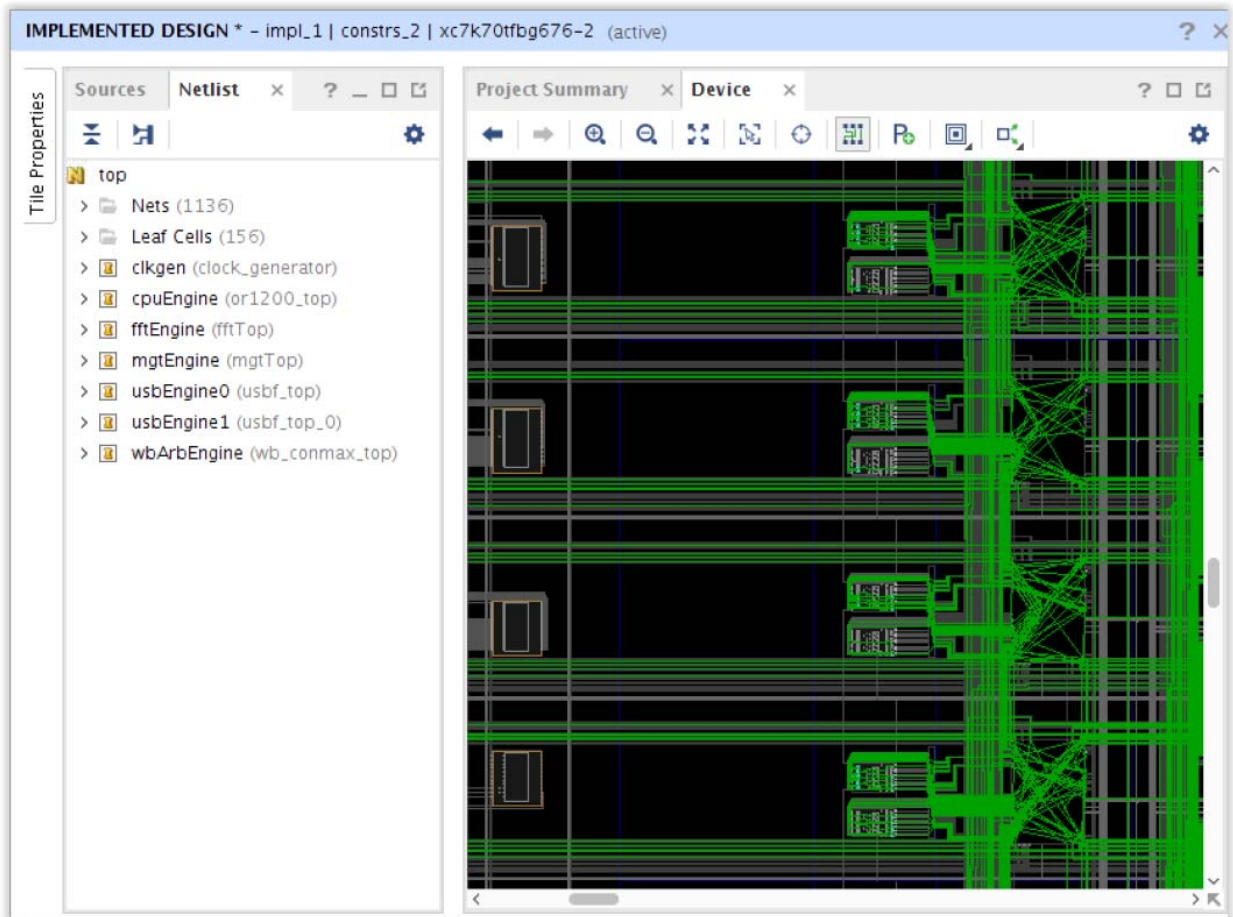 IMPLEMENTED DESIGN * - impl_1 | constrs_2 | xc7k70tfbg676-2 (active)
Tile Properties
Sources Netlist
top
Nets (1136)
Leaf Cells (156)
clkgen (clock_generator)
cpuEngine (or1200_top)
fftEngine (fftTop)
mgtEngine (mgtTop)
usbEngine0 (usbf_top)
usbEngine1 (usbf_top_0)
wbArbEngine (wb_conmax_top)
Project Summary Device